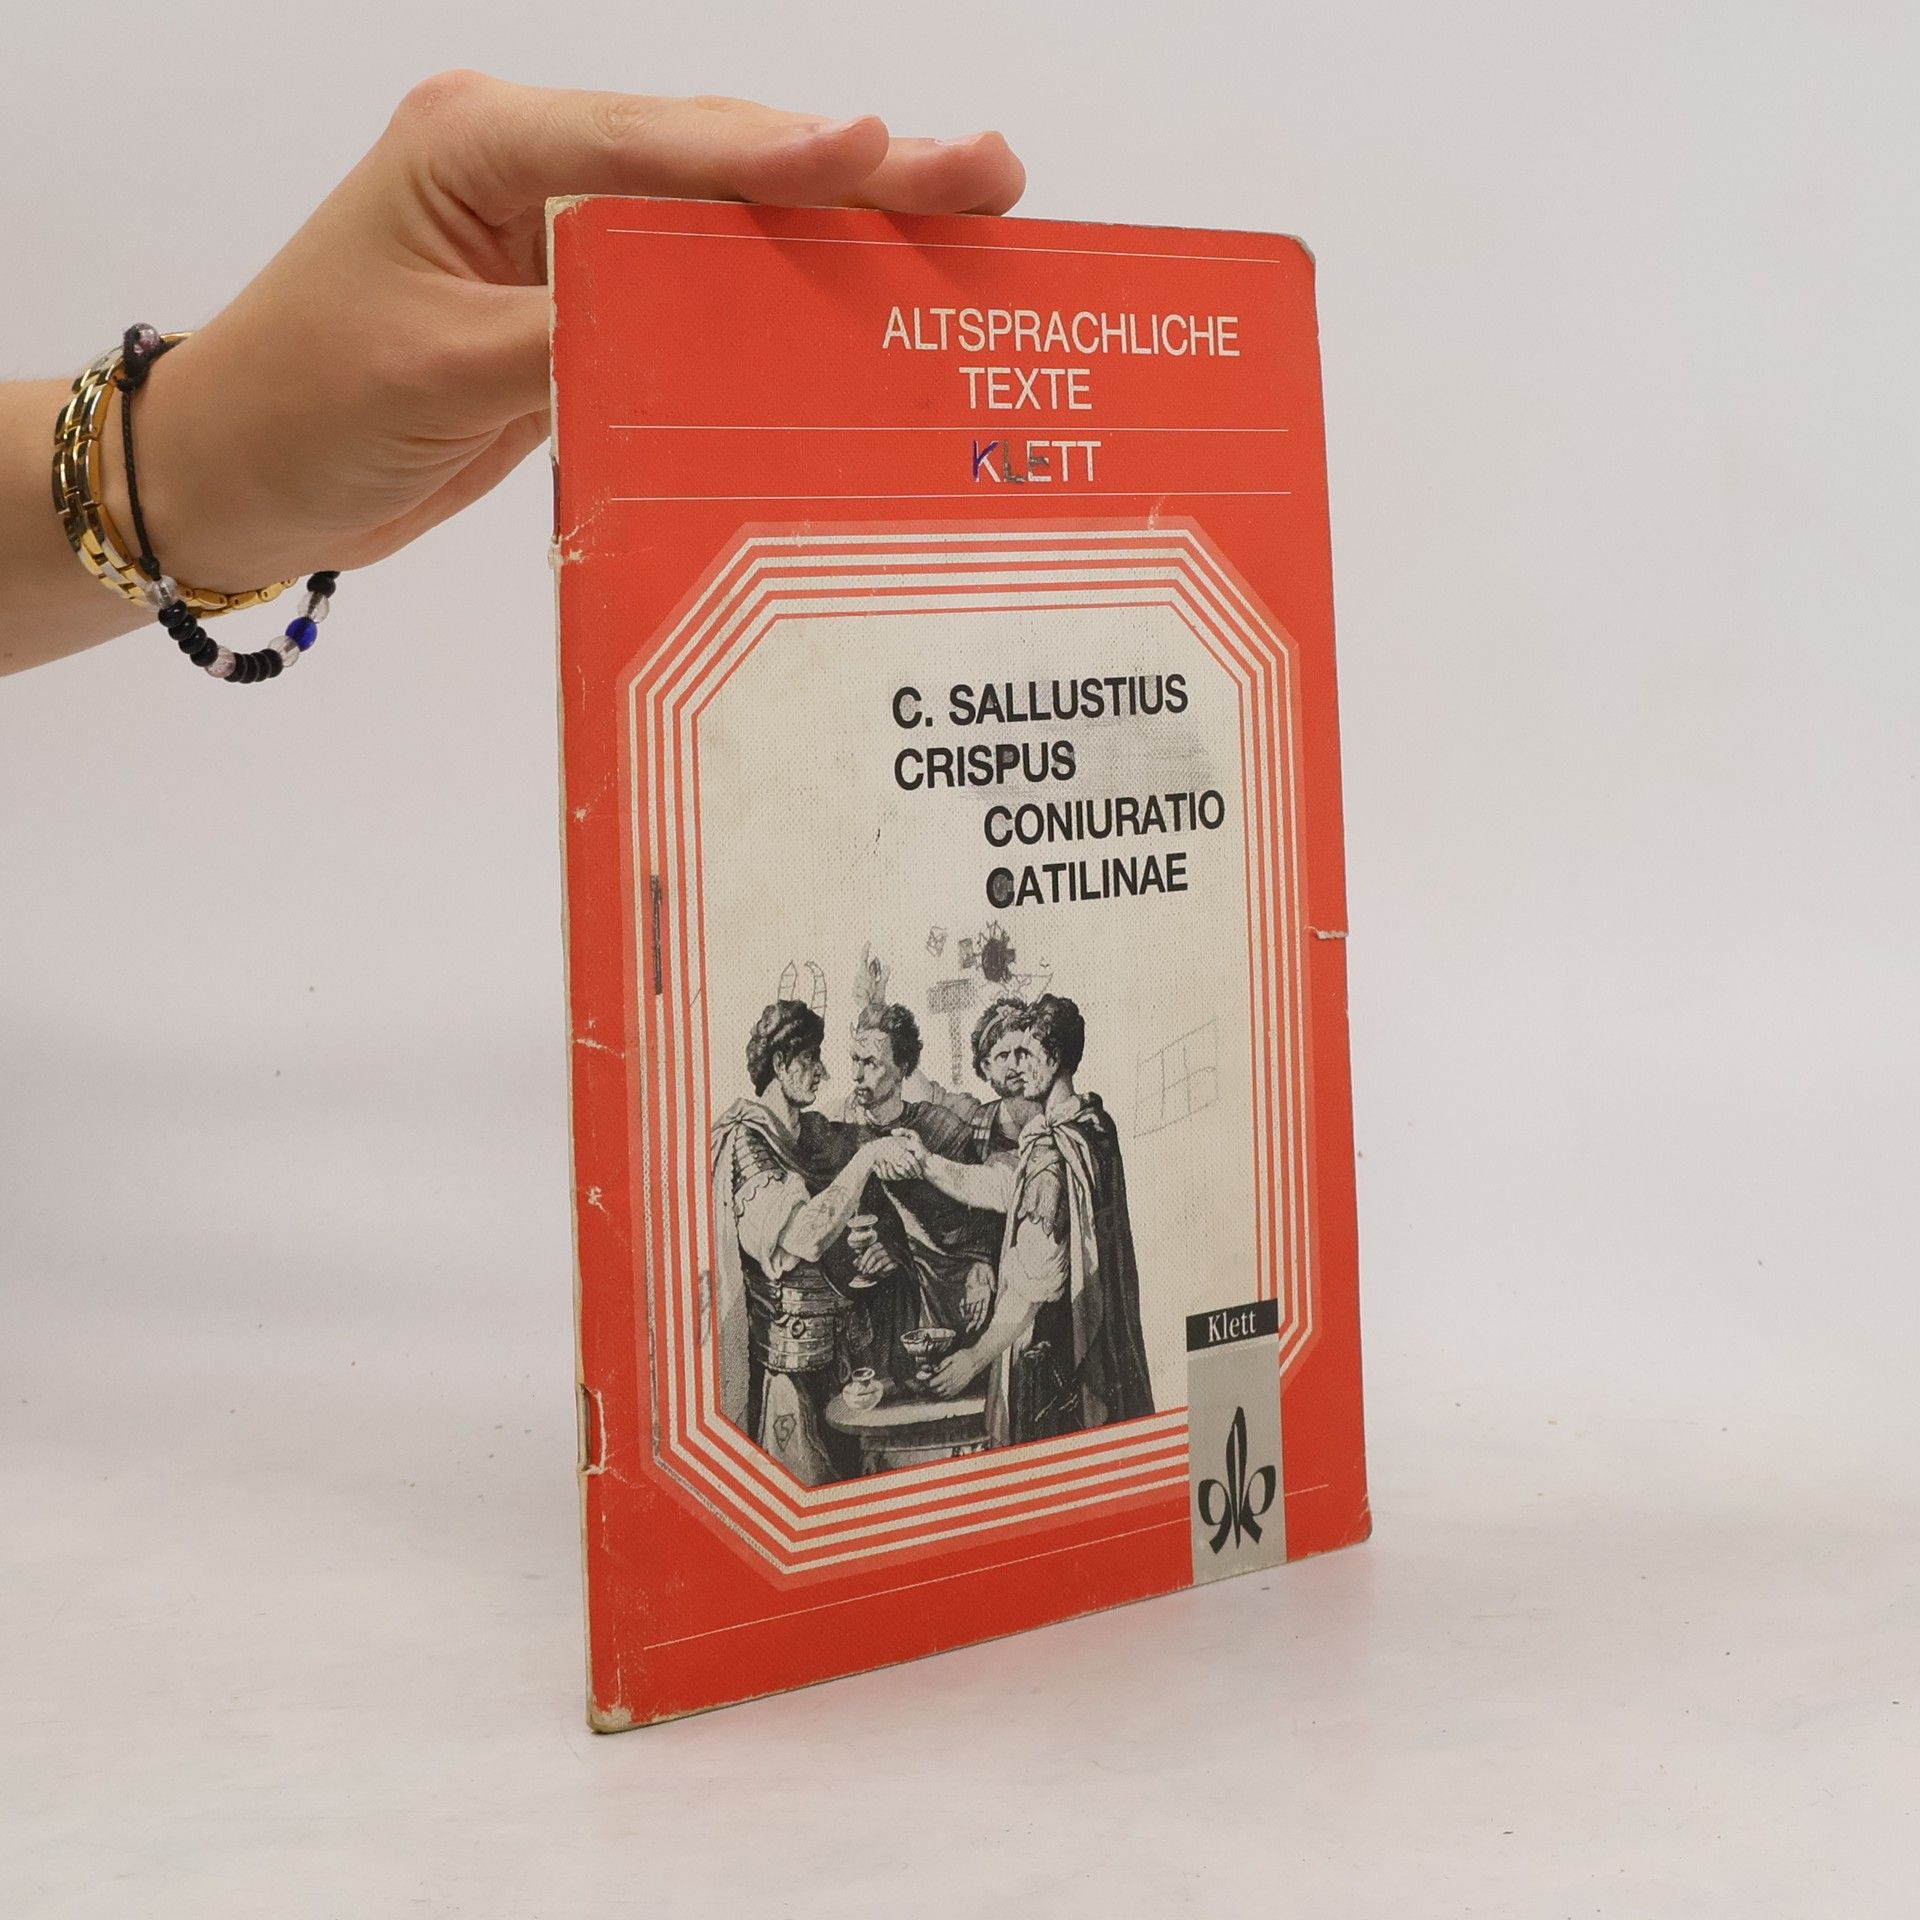 ALTSPRACHLICHE
TEXTE
KLETT
C. SALLUSTIUS
CRISPUS
CONIURATIO
CATILINAE
Klett